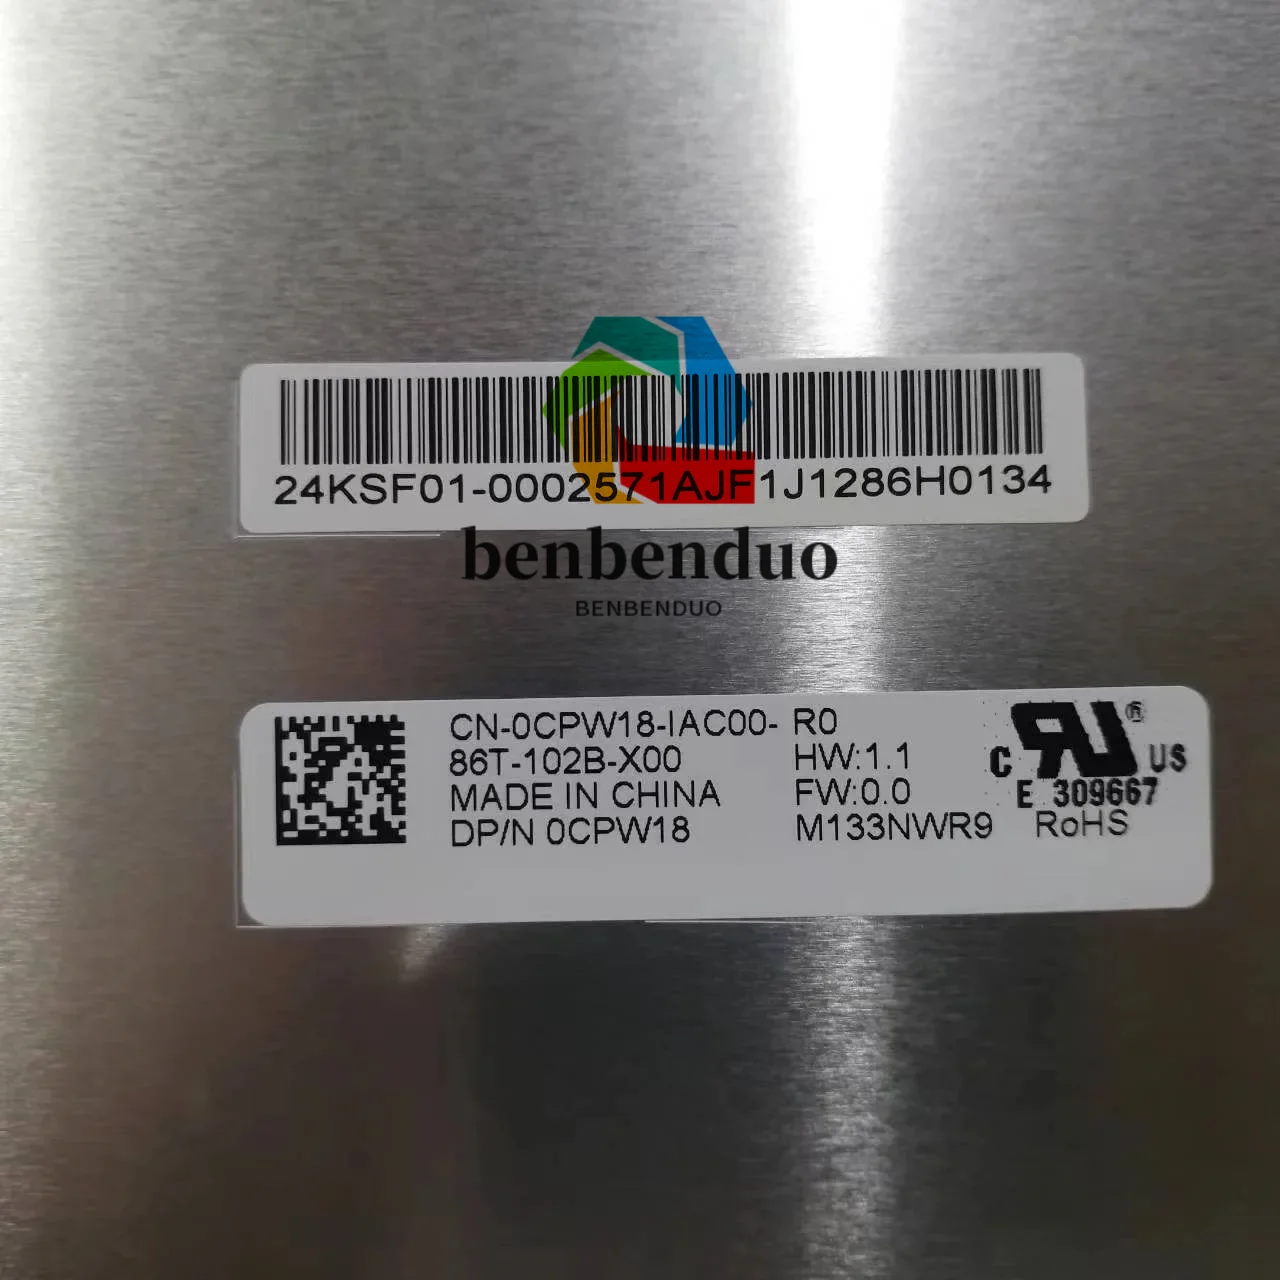 24KSF01-0002571AJF1J1286H0134
benbenduo
BENBENDUO
CN-0CPW18-IAC00- R0
86T-102B-X00 HW:1.1
MADE IN CHINA FW:0.0
DP/N 0CPW18 M133NWR9
C RU ® US
E 309667
RoHS